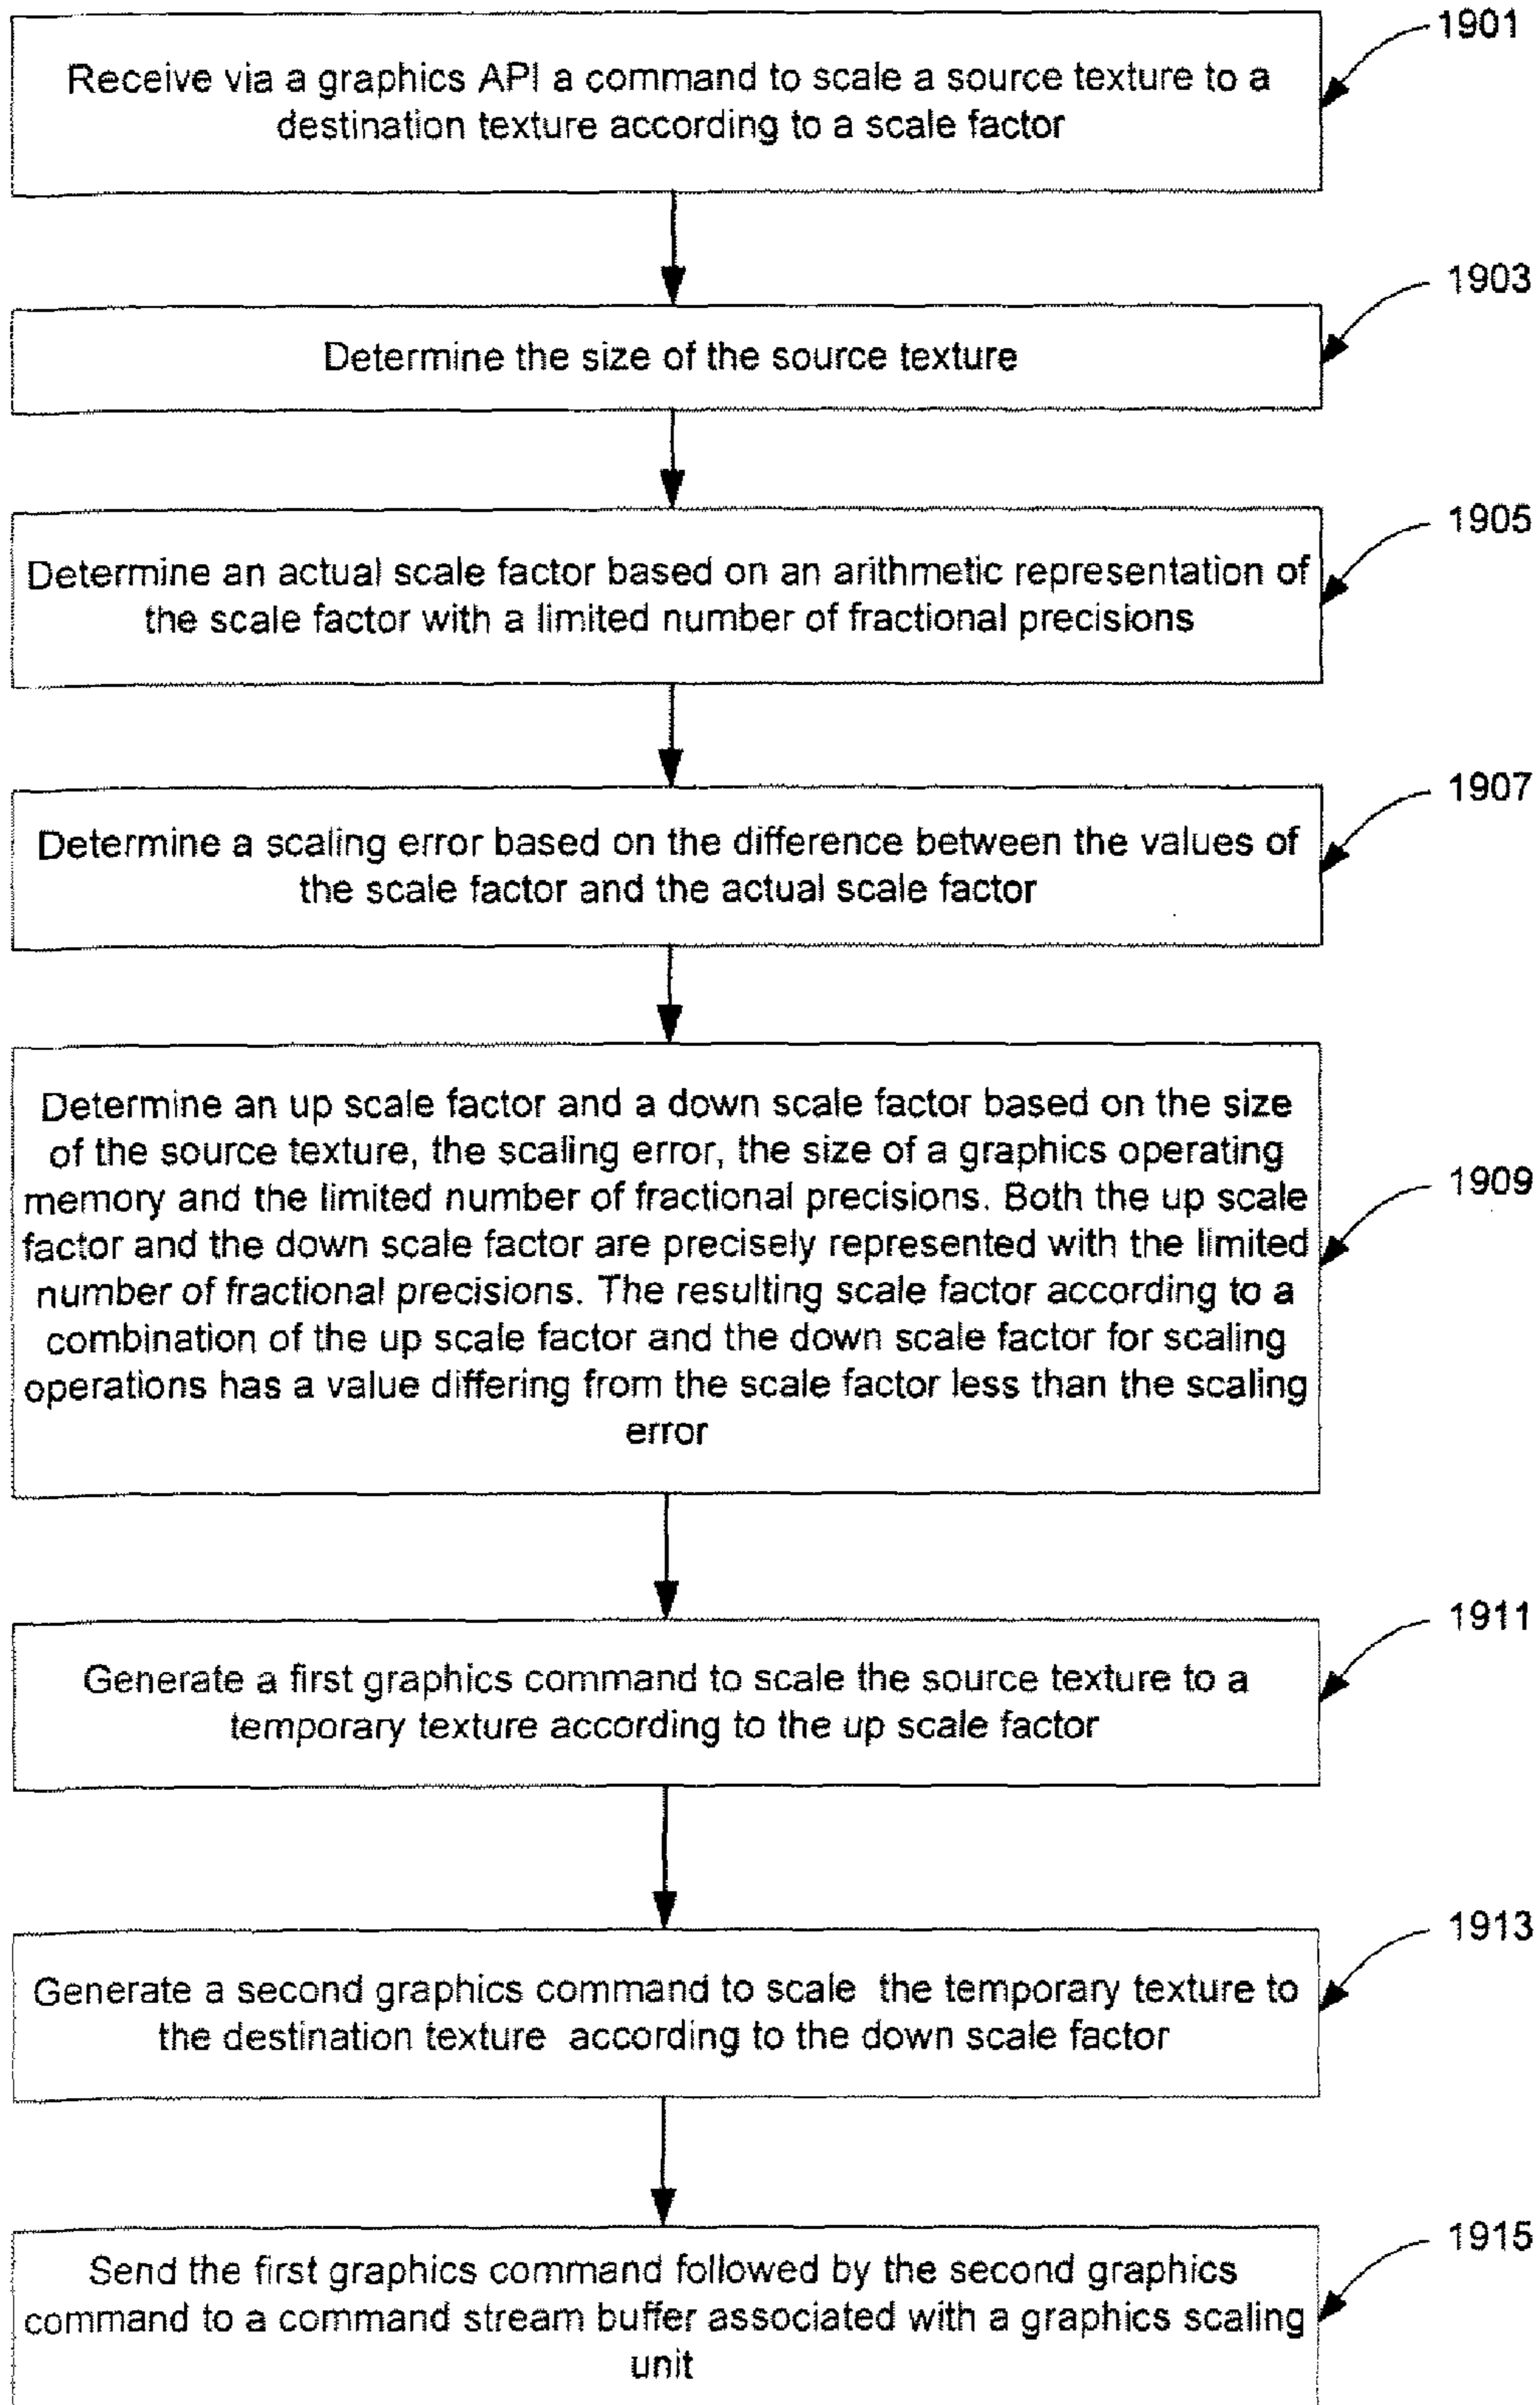 1901
Receive via a graphics API a command to scale a source texture to a
destination texture according to a scale factor
1903
Determine the size of the source texture
1905
Determine an actual scale factor based on an arithmetic representation of
the scale factor with a limited number of fractional precisions
1907
Determine a scaling error based on the difference between the values of
the scale factor and the actual scale factor
1909
Determine an up scale factor and a down scale factor based on the size
of the source texture, the scaling error, the size of a graphics operating
memory and the limited number of fractional precisions. Both the up scale
factor and the down scale factor are precisely represented with the limited
number of fractional precisions. The resulting scale factor according to a
combination of the up scale factor and the down scale factor for scaling
operations has a value differing from the scale factor less than the scaling
error
1911
Generate a first graphics command to scale the source texture to a
temporary texture according to the up scale factor
1913
Generate a second graphics command to scale the temporary texture to
the destination texture according to the down scale factor
1915
Send the first graphics command followed by the second graphics
command to a command stream buffer associated with a graphics scaling
unit